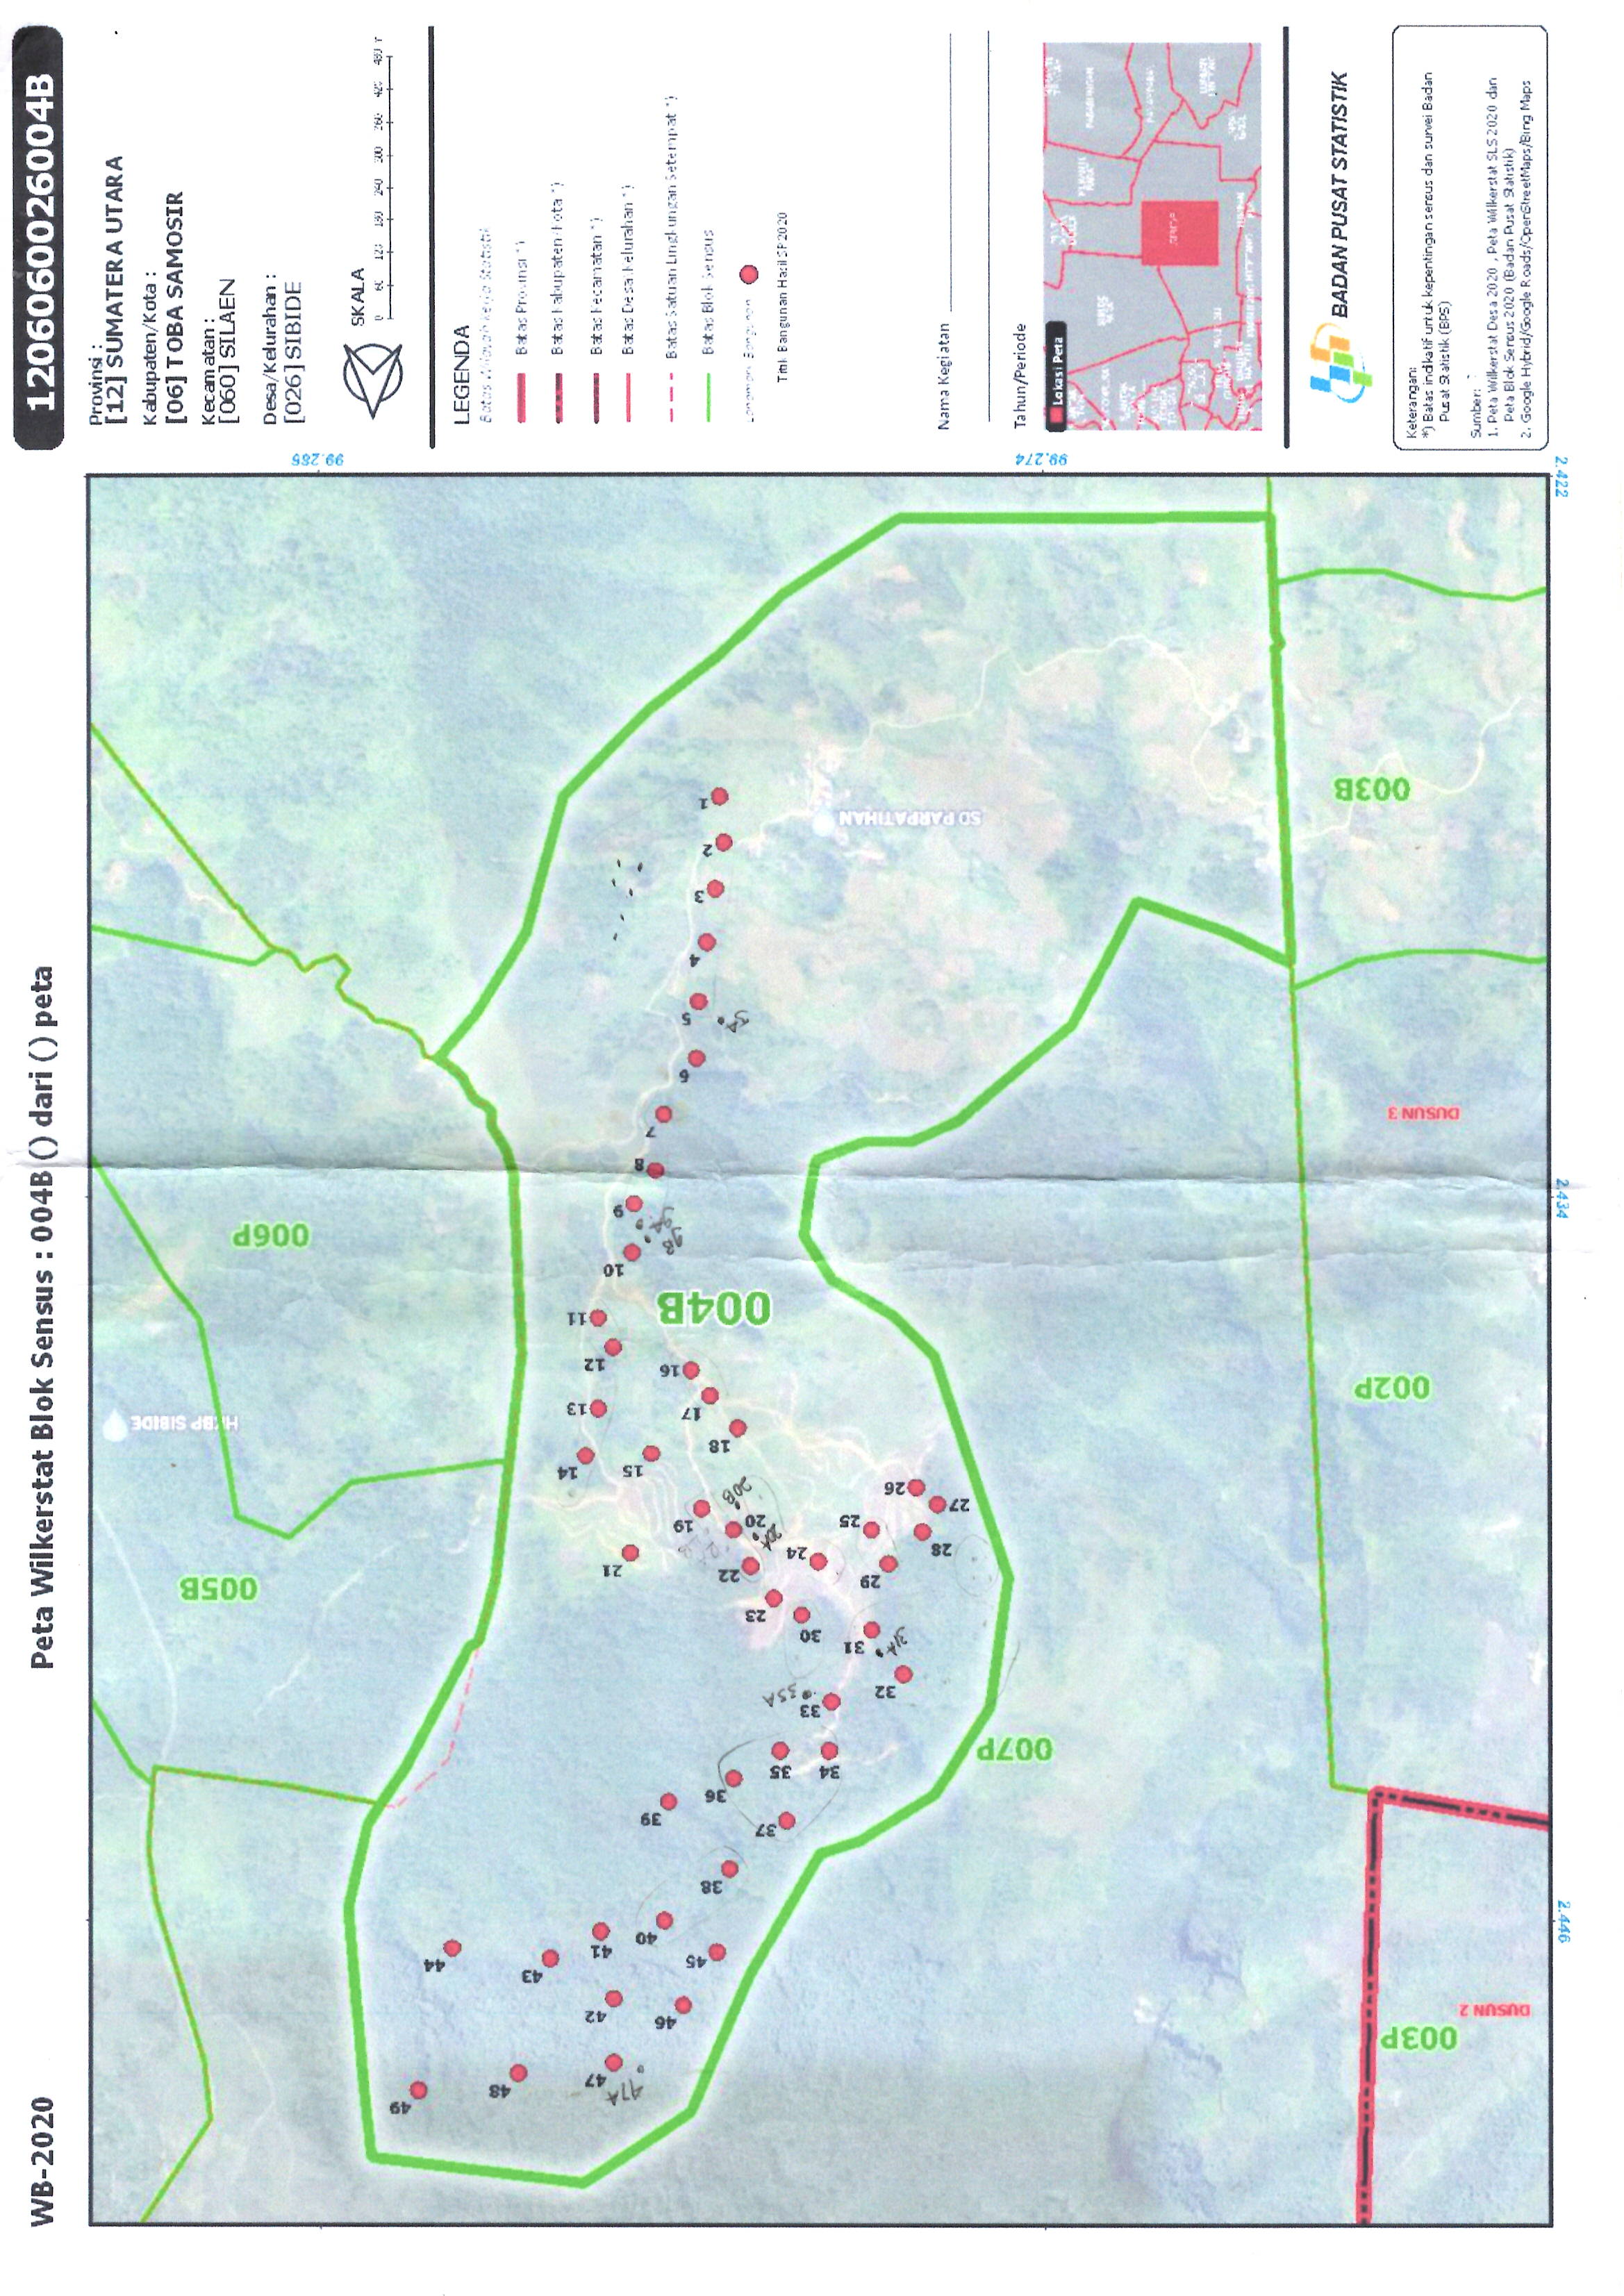 WB-2020
Peta Wilkerstat Blok Sensus : 004B () dari () peta
1206060026004B
Provinsi :
[12] SUMATERA UTARA
Kabupaten/Kota :
[06] TOBA SAMOSIR
Kecamatan :
[060] SILAEN
Desa/Kelurahan :
[026] SIBIDE
SKALA
0 60 120 180 240 300 360 420 480
LEGENDA
Batas Wilayah Kerja Statistik
Batas Provinsi *)
Batas Kabupaten/Kota *)
Batas Kecamatan *)
Batas Desa/Kelurahan *)
Batas Satuan Lingkungan Setempat *)
Batas Blok Sensus
Bangunan
Titik Bangunan Hasil SP2020
Nama Kegiatan
Tahun/Periode
Lokasi Peta
BADAN PUSAT STATISTIK
Keterangan:
*) Batas indikatif untuk kepentingan sensus dan survei Badan
Pusat Statistik (BPS)
Sumber:
1. Peta Wilkerstat Desa 2020 , Peta Wilkerstat SLS 2020 dan
Peta Blok Sensus 2020 (Badan Pusat Statistik)
2. Google Hybrid/Google Roads/OpenStreetMaps/Bing Maps
HKBP SIBIDE
005B
006P
004B
007P
003P
002P
003B
DUSUN 2
DUSUN 3
SD PARPATIHAN
99.286
99.274
2.446
2.434
2.422
49
44
48
43
47
42
41
40
46
45
39
38
36
37
35
34
33
32
31
30
29
28
27
26
25
24
23
22
21
20
19
18
17
16
15
14
13
12
11
10
9
8
7
6
5
4
3
2
1
47A
35A
31A
20B
5A
9B
9A